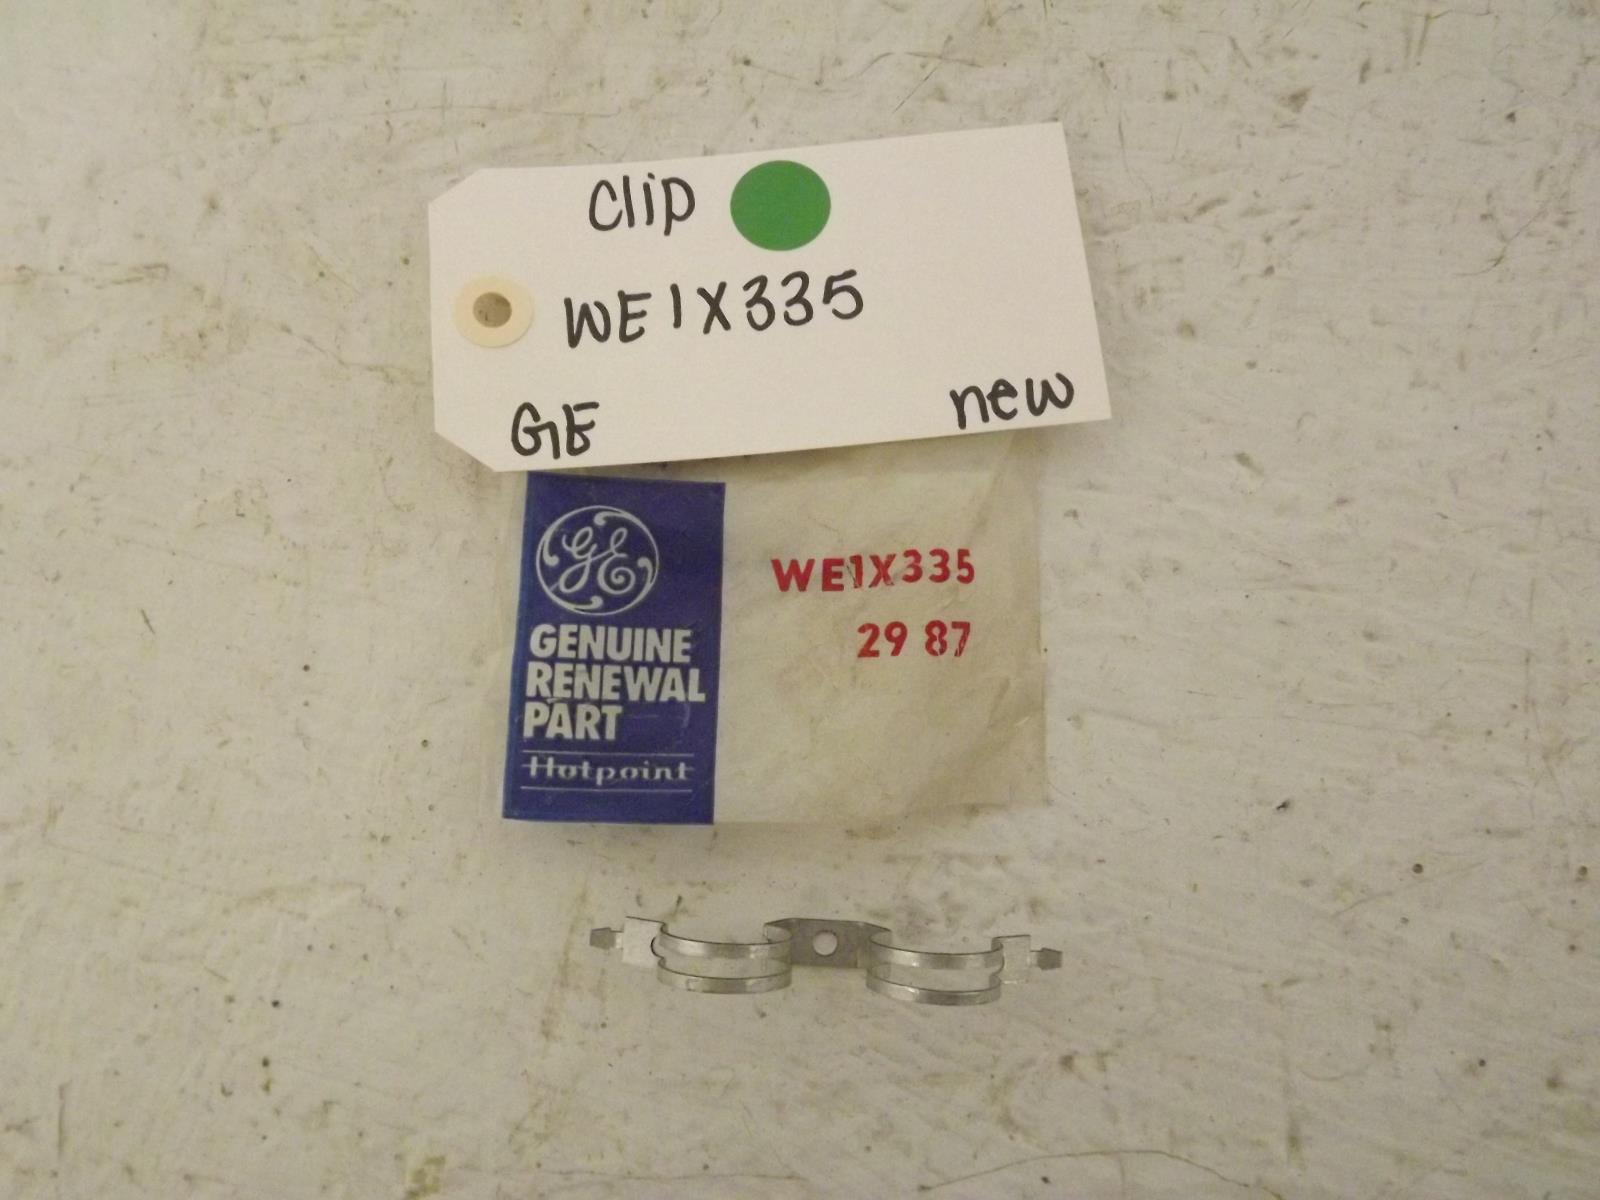 clip
WE1X335
GE
new
GE
GENUINE
RENEWAL
PART
Hotpoint
WE1X335
29 87